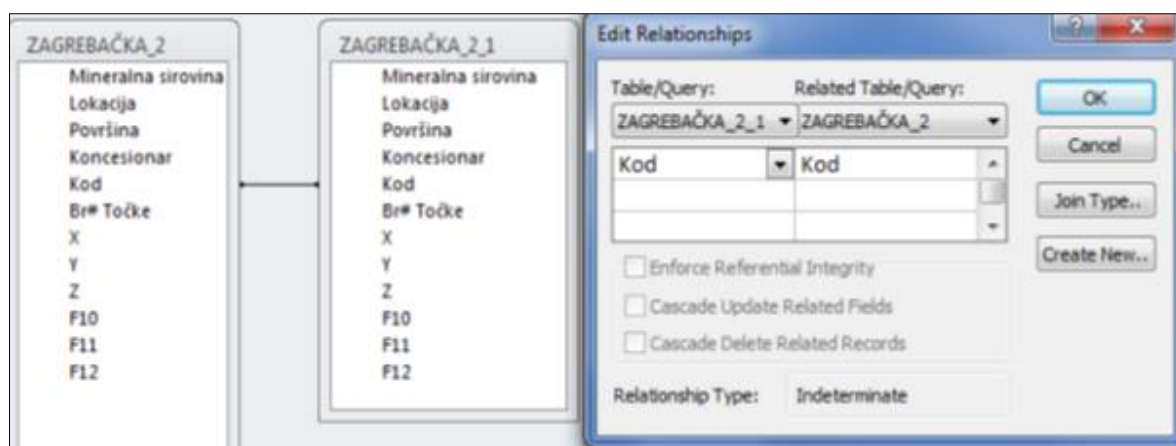 ZAGREBAČKA_2
Mineralna sirovina
Lokacija
Površina
Koncesionar
Kod
Br# Točke
X
Y
Z
F10
F11
F12
ZAGREBAČKA_2_1
Mineralna sirovina
Lokacija
Površina
Koncesionar
Kod
Br# Točke
X
Y
Z
F10
F11
F12
Edit Relationships
Table/Query: Related Table/Query:
ZAGREBAČKA_2_1 ZAGREBAČKA_2
Kod Kod
Enforce Referential Integrity
Cascade Update Related Fields
Cascade Delete Related Records
Relationship Type: Indeterminate
OK
Cancel
Join Type..
Create New..